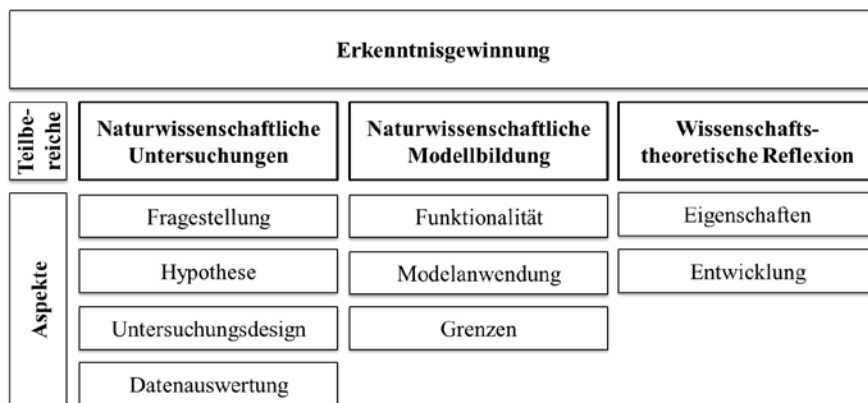 Erkenntnisgewinnung
Teilbe-
reiche
Naturwissenschaftliche
Untersuchungen
Naturwissenschaftliche
Modellbildung
Wissenschafts-
theoretische Reflexion
Aspekte
Fragestellung
Funktionalität
Eigenschaften
Hypothese
Modelanwendung
Entwicklung
Untersuchungsdesign
Grenzen
Datenauswertung